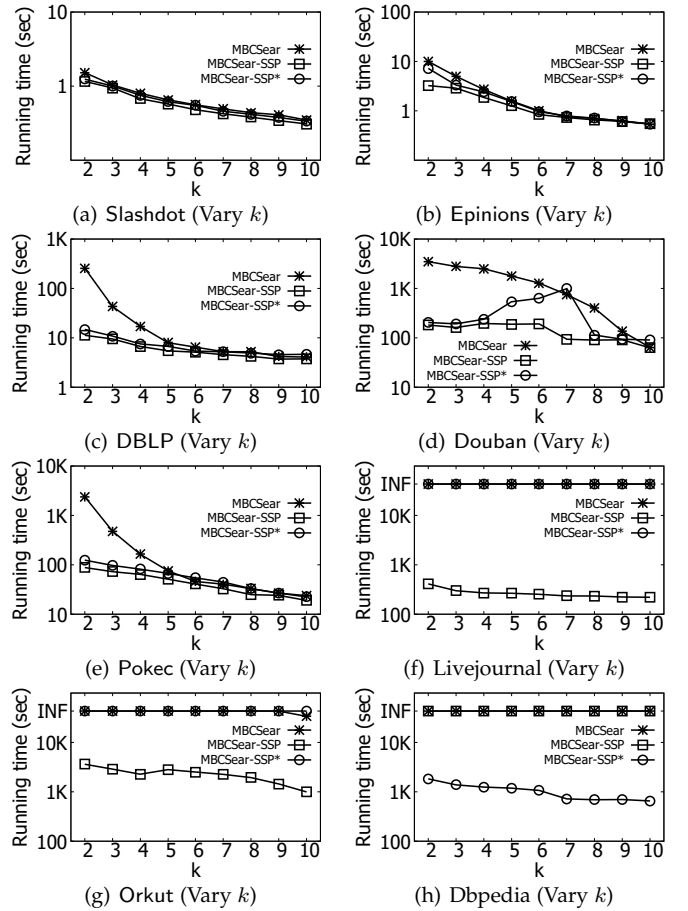 Running time (sec)
10
1
MBCSear
MBCSear-SSP
MBCSear-SSP*
2 3 4 5 6 7 8 9 10
k
(a) Slashdot (Vary k)
Running time (sec)
100
10
1
MBCSear
MBCSear-SSP
MBCSear-SSP*
2 3 4 5 6 7 8 9 10
k
(b) Epinions (Vary k)
Running time (sec)
1K
100
10
1
MBCSear
MBCSear-SSP
MBCSear-SSP*
2 3 4 5 6 7 8 9 10
k
(c) DBLP (Vary k)
Running time (sec)
10K
1K
100
10
MBCSear
MBCSear-SSP
MBCSear-SSP*
2 3 4 5 6 7 8 9 10
k
(d) Douban (Vary k)
Running time (sec)
10K
1K
100
10
MBCSear
MBCSear-SSP
MBCSear-SSP*
2 3 4 5 6 7 8 9 10
k
(e) Pokec (Vary k)
Running time (sec)
INF
10K
1K
100
MBCSear
MBCSear-SSP
MBCSear-SSP*
2 3 4 5 6 7 8 9 10
k
(f) Livejournal (Vary k)
Running time (sec)
INF
10K
1K
100
MBCSear
MBCSear-SSP
MBCSear-SSP*
2 3 4 5 6 7 8 9 10
k
(g) Orkut (Vary k)
Running time (sec)
INF
10K
1K
100
MBCSear
MBCSear-SSP
MBCSear-SSP*
2 3 4 5 6 7 8 9 10
k
(h) Dbpedia (Vary k)